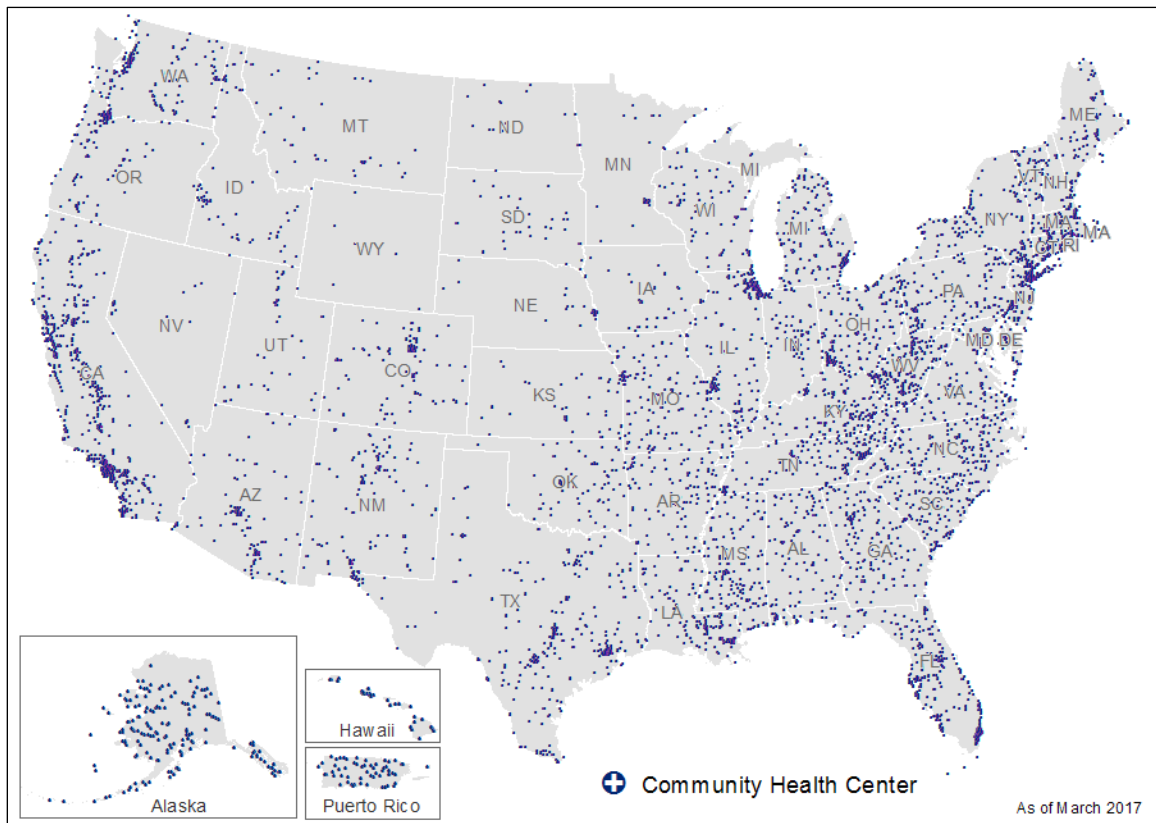 WA
MT
ND
MN
ME
OR
ID
SD
WI
MI
MI
VT
NH
NY
MA
MA
CT
RI
WY
IA
NE
PA
NJ
NV
UT
CO
IL
IN
OH
MD
DE
CA
KS
MO
WV
VA
KY
NC
TN
AZ
NM
OK
AR
SC
MS
AL
GA
TX
LA
FL
Alaska
Hawaii
Puerto Rico
Community Health Center
As of March 2017